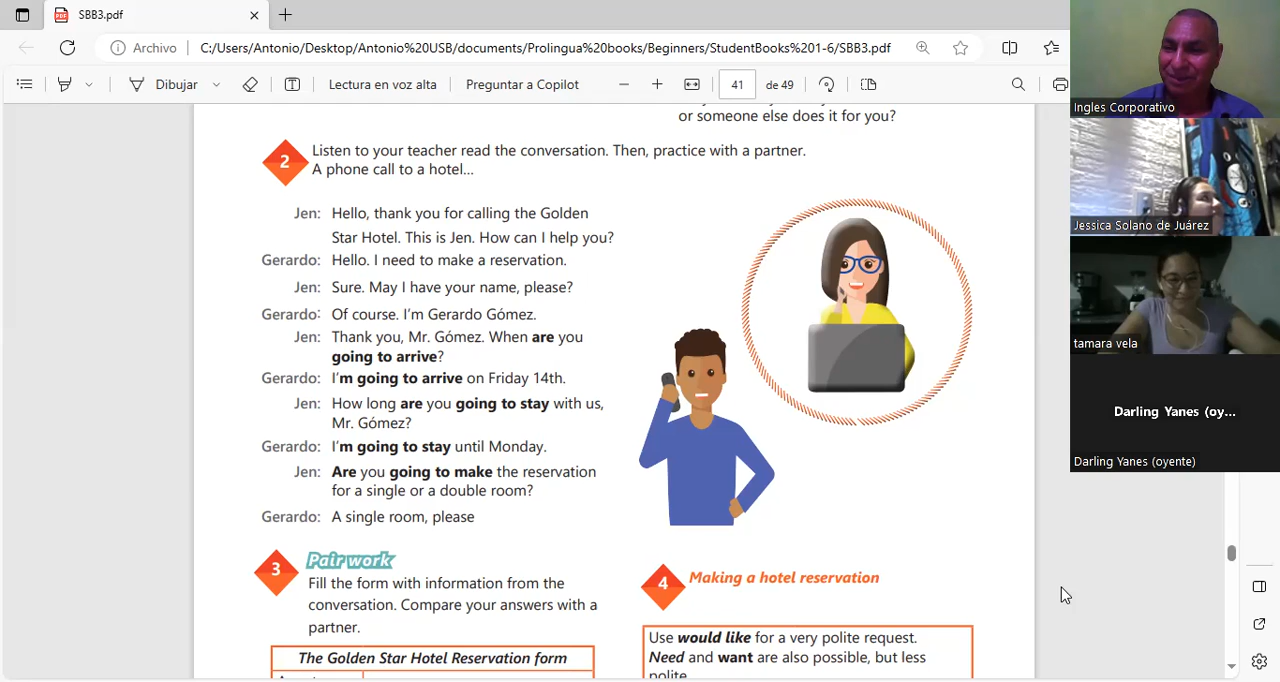 SBB3.pdf
Archivo
C:/Users/Antonio/Desktop/Antonio%20USB/documents/Prolingua%20books/Beginners/StudentBooks%201-6/SBB3.pdf
Dibujar
Lectura en voz alta
Preguntar a Copilot
41
de 49
or someone else does it for you?
2
Listen to your teacher read the conversation. Then, practice with a partner.
A phone call to a hotel...
Jen: Hello, thank you for calling the Golden
Star Hotel. This is Jen. How can I help you?
Gerardo: Hello. I need to make a reservation.
Jen: Sure. May I have your name, please?
Gerardo: Of course. I'm Gerardo Gómez.
Jen: Thank you, Mr. Gómez. When are you
going to arrive?
Gerardo: I'm going to arrive on Friday 14th.
Jen: How long are you going to stay with us,
Mr. Gómez?
Gerardo: I'm going to stay until Monday.
Jen: Are you going to make the reservation
for a single or a double room?
Gerardo: A single room, please
3
Pair work
Fill the form with information from the
conversation. Compare your answers with a
partner.
The Golden Star Hotel Reservation form
4
Making a hotel reservation
Use would like for a very polite request.
Need and want are also possible, but less
polite
Ingles Corporativo
Jessica Solano de Juárez
tamara vela
Darling Yanes (oy...
Darling Yanes (oyente)